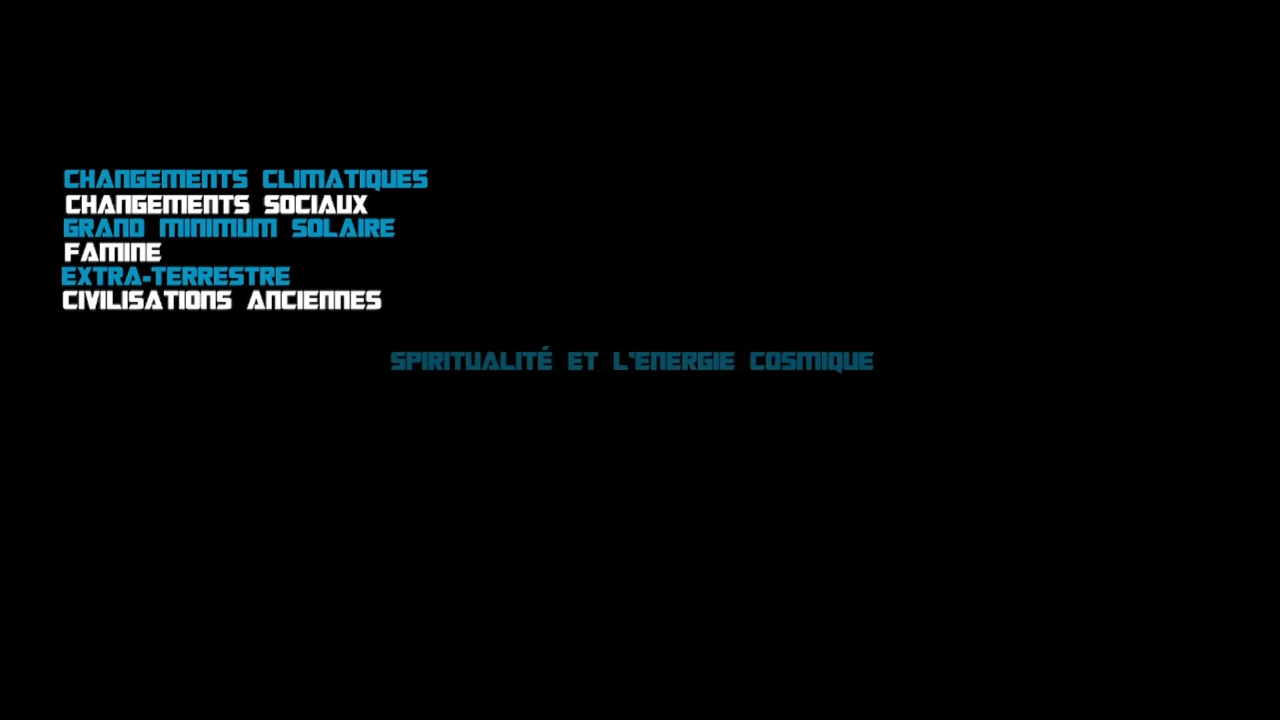 CHANGEMENTS CLIMATIQUES
CHANGEMENTS SOCIAUX
GRAND MINIMUM SOLAIRE
FAMINE
EXTRA-TERRESTRE
CIVILISATIONS ANCIENNES
SPIRITUALITÉ ET L'ENERGIE COSMIQUE